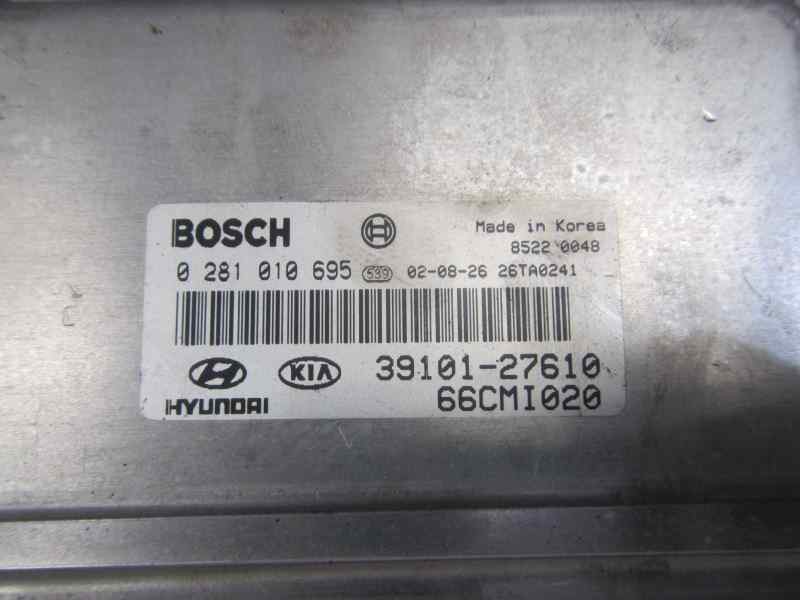 BOSCH
Made in Korea
8522 0048
0 281 010 695 539 02-08-26 26TA0241
HYUNDAI KIA 39101-27610
66CMI020